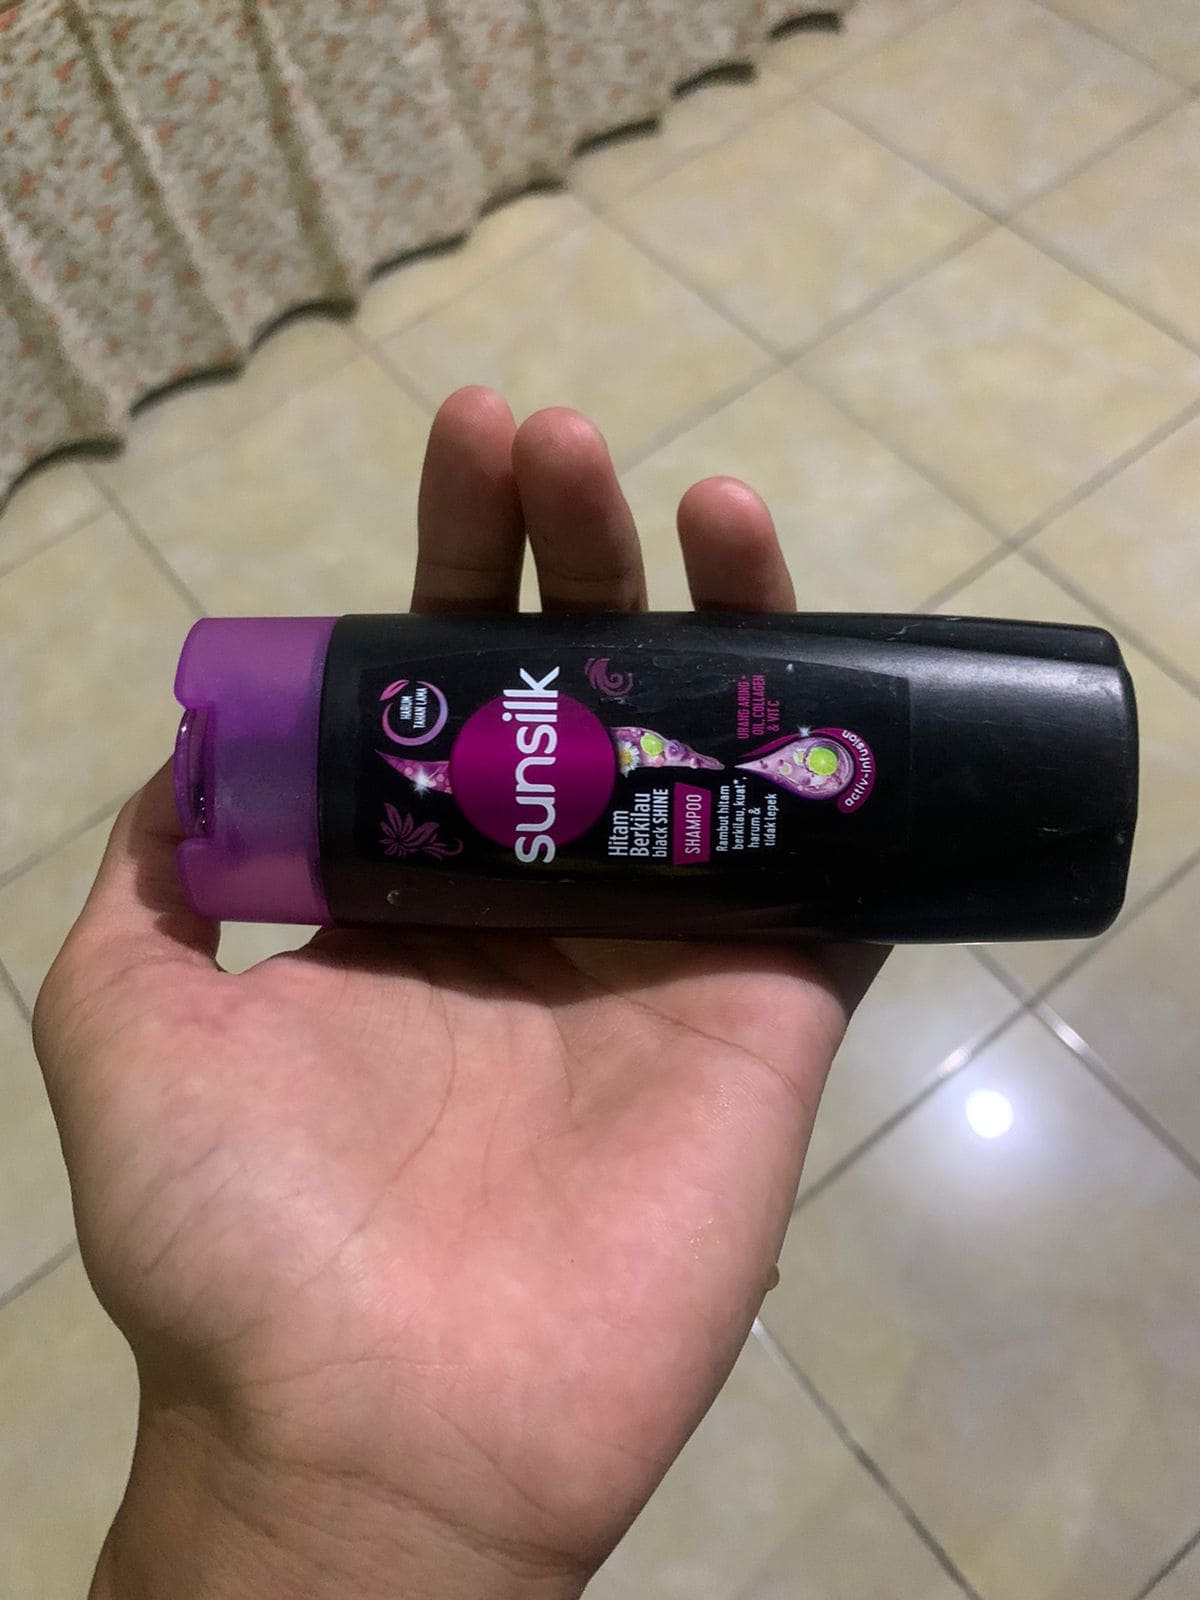 HARUM
TAHAN LAMA
sunsilk
Hitam
Berkilau
black SHINE
SHAMPOO
Rambut hitam
berkilau, kuat*,
harum &
tidak lepek
URANG ARING +
OIL, COLLAGEN
& VIT C
activ-infusion